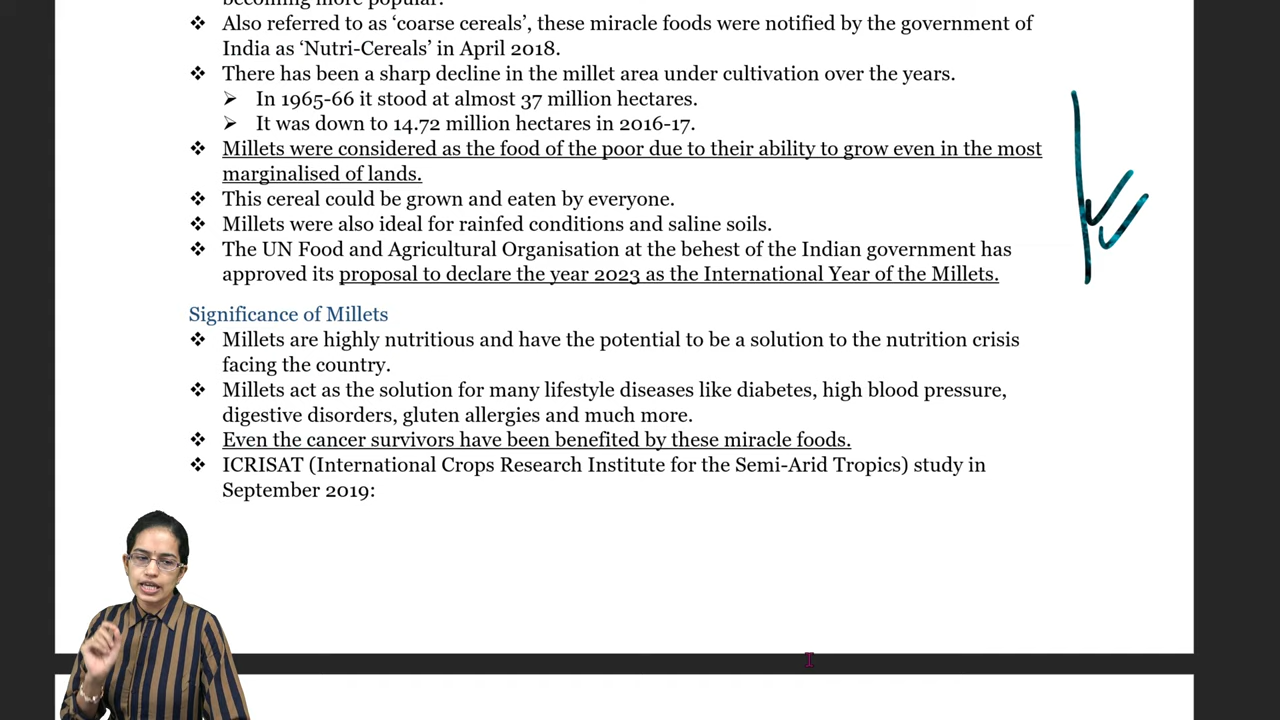 becoming more popular.
❖ Also referred to as ‘coarse cereals’, these miracle foods were notified by the government of
India as ‘Nutri-Cereals’ in April 2018.
❖ There has been a sharp decline in the millet area under cultivation over the years.
➢ In 1965-66 it stood at almost 37 million hectares.
➢ It was down to 14.72 million hectares in 2016-17.
❖ Millets were considered as the food of the poor due to their ability to grow even in the most
marginalised of lands.
❖ This cereal could be grown and eaten by everyone.
❖ Millets were also ideal for rainfed conditions and saline soils.
❖ The UN Food and Agricultural Organisation at the behest of the Indian government has
approved its proposal to declare the year 2023 as the International Year of the Millets.
Significance of Millets
❖ Millets are highly nutritious and have the potential to be a solution to the nutrition crisis
facing the country.
❖ Millets act as the solution for many lifestyle diseases like diabetes, high blood pressure,
digestive disorders, gluten allergies and much more.
❖ Even the cancer survivors have been benefited by these miracle foods.
❖ ICRISAT (International Crops Research Institute for the Semi-Arid Tropics) study in
September 2019: